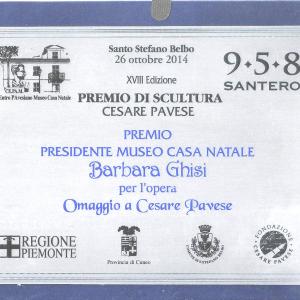 Santo Stefano Belbo
26 ottobre 2014
XVIII Edizione
PREMIO DI SCULTURA
CESARE PAVESE
9·5·8
SANTERO
Centro Pavesiano Museo Casa Natale
PREMIO
PRESIDENTE MUSEO CASA NATALE
Barbara Ghisi
per l'opera
Omaggio a Cesare Pavese
REGIONE
PIEMONTE
Provincia di Cuneo
FONDAZIONE
CESARE PAVESE